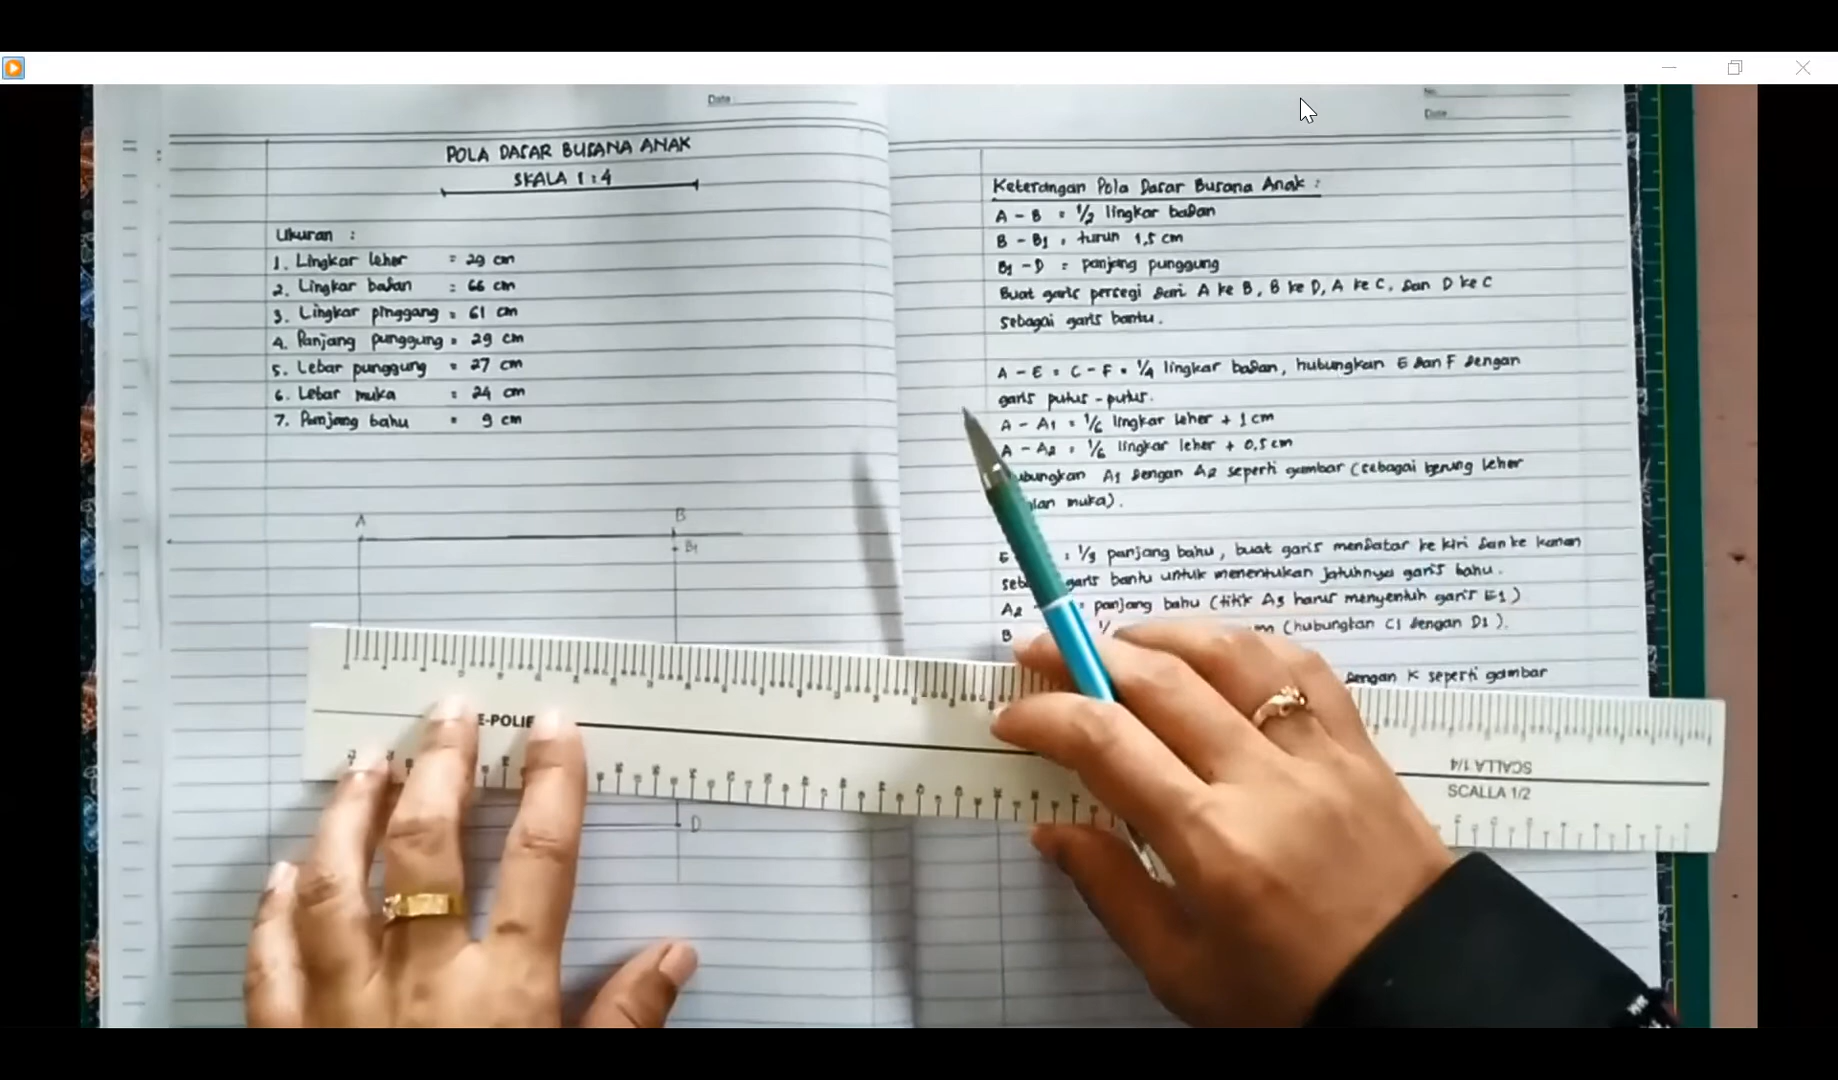 Date :
POLA DASAR BUSANA ANAK
SKALA 1 : 4
Ukuran :
1. Lingkar leher = 29 cm
2. Lingkar badan = 66 cm
3. Lingkar pinggang = 61 cm
4. Panjang punggung = 29 cm
5. Lebar punggung = 27 cm
6. Lebar muka = 24 cm
7. Panjang bahu = 9 cm
A
B
B1
D
No.
Date
Keterangan Pola Dasar Busana Anak :
A - B = 1/2 lingkar badan
B - B1 = turun 1,5 cm
B1 - D = panjang punggung
Buat garis persegi dari A ke B, B ke D, A ke C, dan D ke C
sebagai garis bantu.
A - E = C - F = 1/4 lingkar badan, hubungkan E dan F dengan
garis putus - putus.
A - A1 = 1/6 lingkar leher + 1 cm
A - A2 = 1/6 lingkar leher + 0,5 cm
ubungkan A1 dengan A2 seperti gambar (sebagai kerung leher
muka).
E : 1/3 panjang bahu, buat garis mendatar ke kiri dan ke kanan
garis bantu untuk menentukan jatuhnya garis bahu.
A2 = panjang bahu (titik A3 harus menyentuh garis E1)
B (hubungkan C1 dengan D1).
dengan K seperti gambar
E-POLIE
SCALLA 1/4
SCALLA 1/2